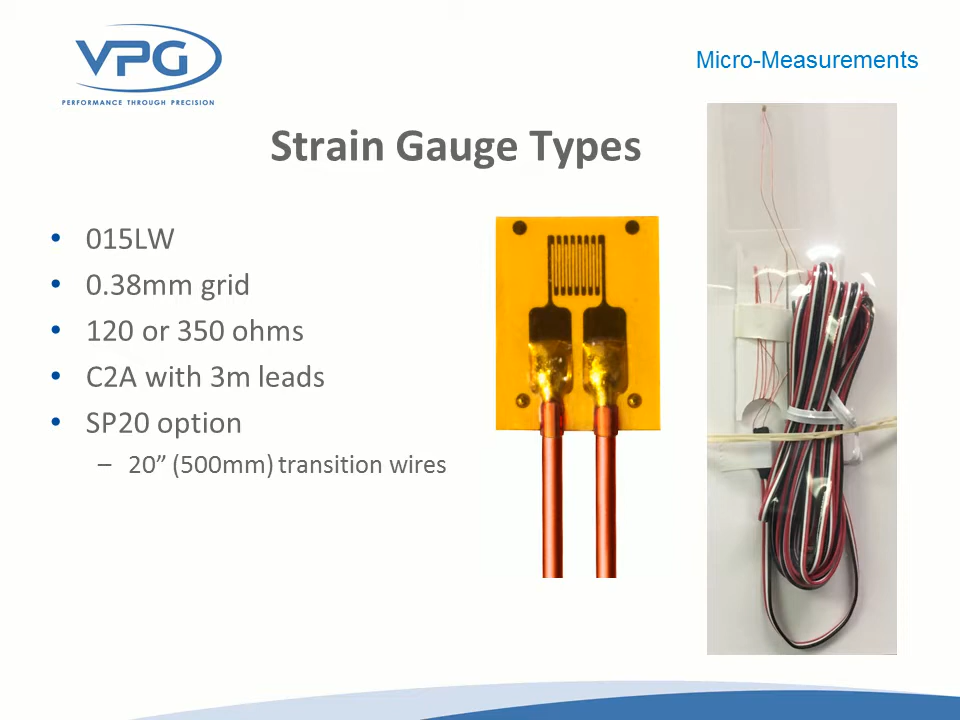 VPG
PERFORMANCE THROUGH PRECISION
Micro-Measurements
Strain Gauge Types
• 015LW
• 0.38mm grid
• 120 or 350 ohms
• C2A with 3m leads
• SP20 option
– 20” (500mm) transition wires